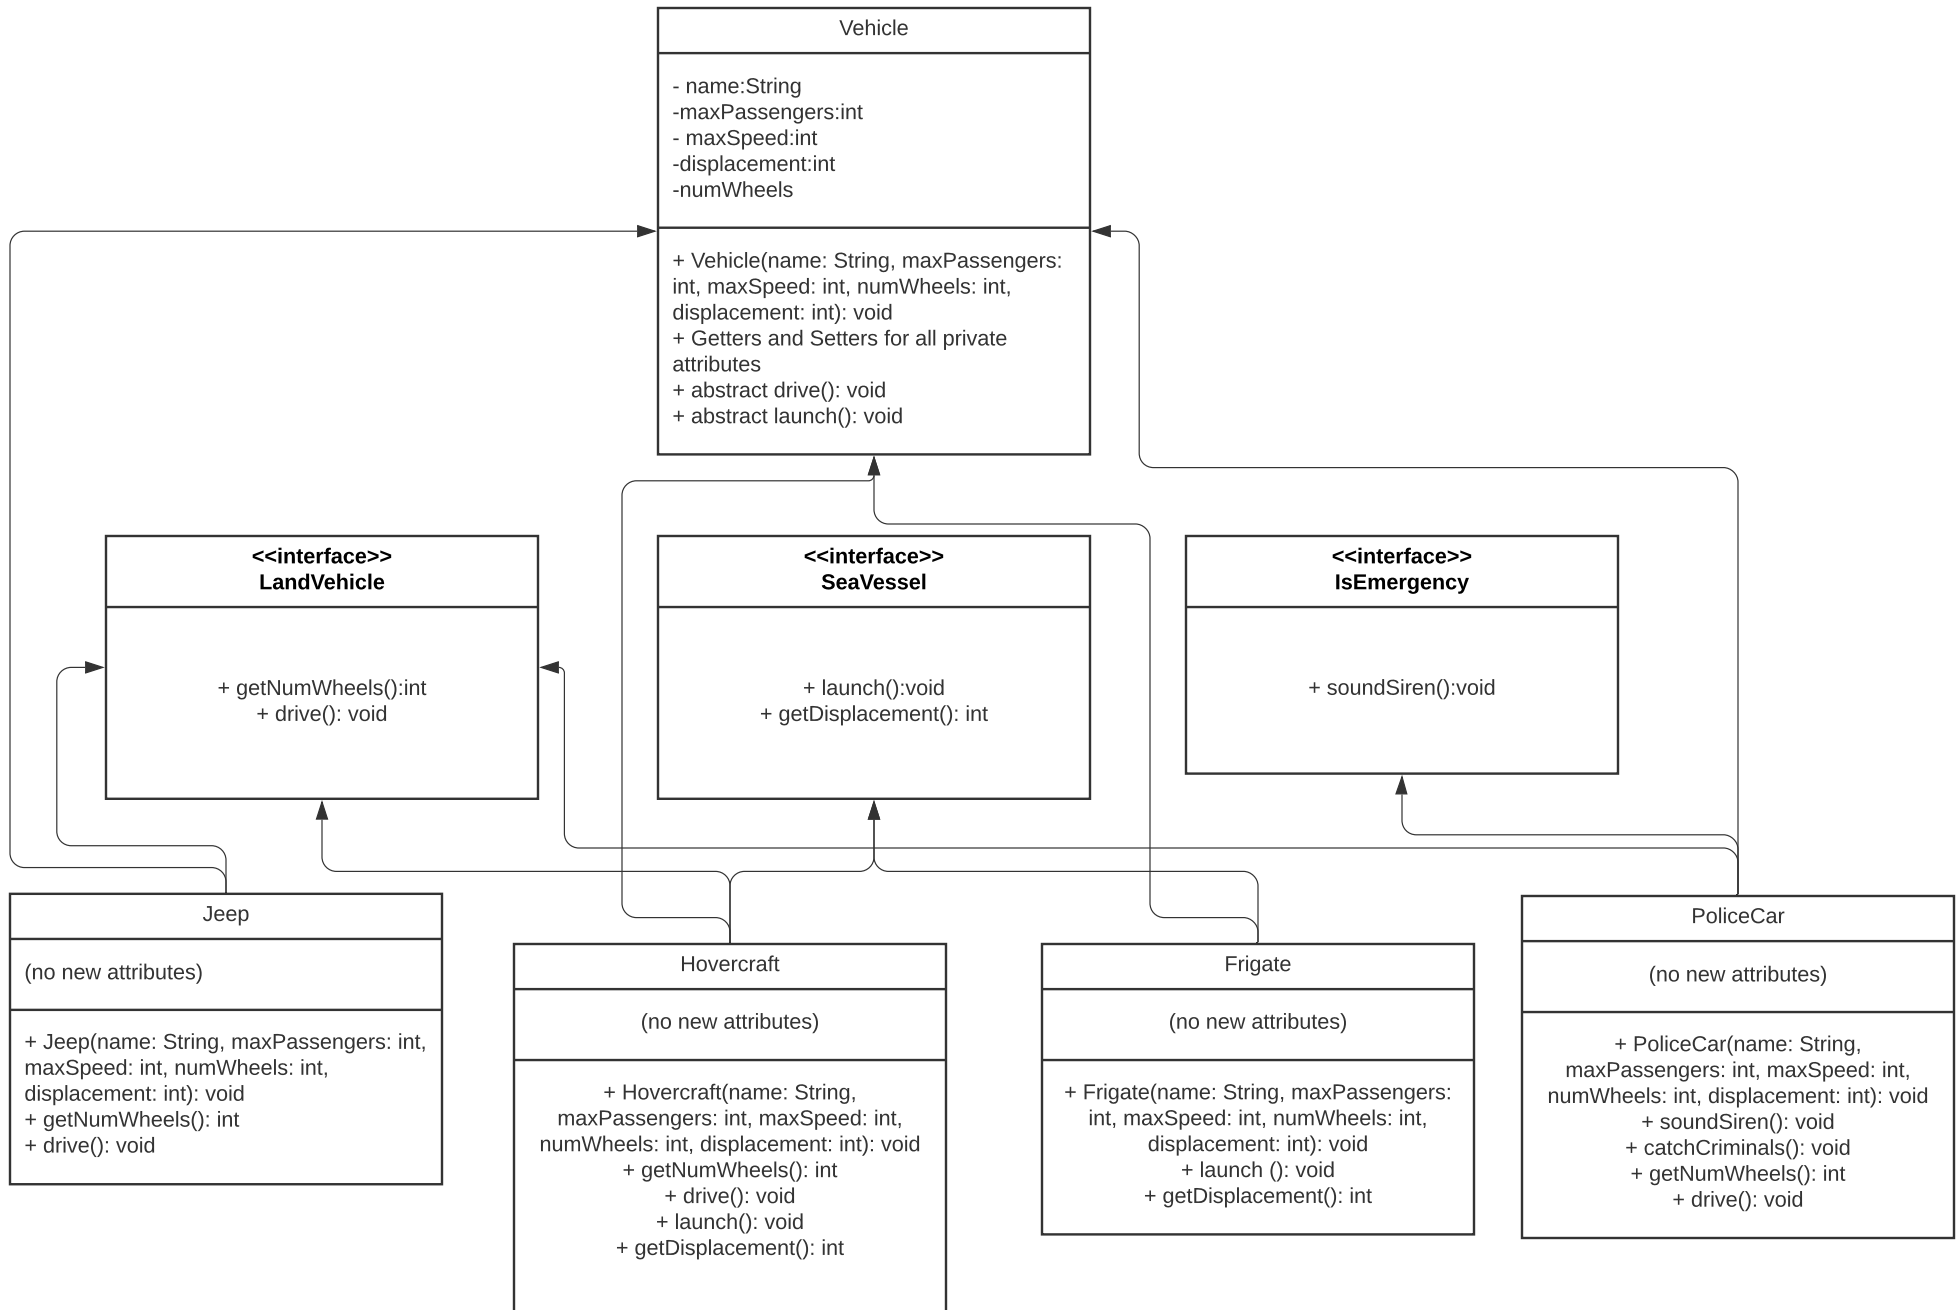 Vehicle
- name:String
-maxPassengers:int
- maxSpeed:int
-displacement:int
-numWheels
+ Vehicle(name: String, maxPassengers:
int, maxSpeed: int, numWheels: int,
displacement: int): void
+ Getters and Setters for all private
attributes
+ abstract drive(): void
+ abstract launch(): void
<<interface>>
LandVehicle
+ getNumWheels():int
+ drive(): void
<<interface>>
SeaVessel
+ launch():void
+ getDisplacement(): int
<<interface>>
IsEmergency
+ soundSiren():void
Jeep
(no new attributes)
+ Jeep(name: String, maxPassengers: int,
maxSpeed: int, numWheels: int,
displacement: int): void
+ getNumWheels(): int
+ drive(): void
Hovercraft
(no new attributes)
+ Hovercraft(name: String,
maxPassengers: int, maxSpeed: int,
numWheels: int, displacement: int): void
+ getNumWheels(): int
+ drive(): void
+ launch(): void
+ getDisplacement(): int
Frigate
(no new attributes)
+ Frigate(name: String, maxPassengers:
int, maxSpeed: int, numWheels: int,
displacement: int): void
+ launch (): void
+ getDisplacement(): int
PoliceCar
(no new attributes)
+ PoliceCar(name: String,
maxPassengers: int, maxSpeed: int,
numWheels: int, displacement: int): void
+ soundSiren(): void
+ catchCriminals(): void
+ getNumWheels(): int
+ drive(): void